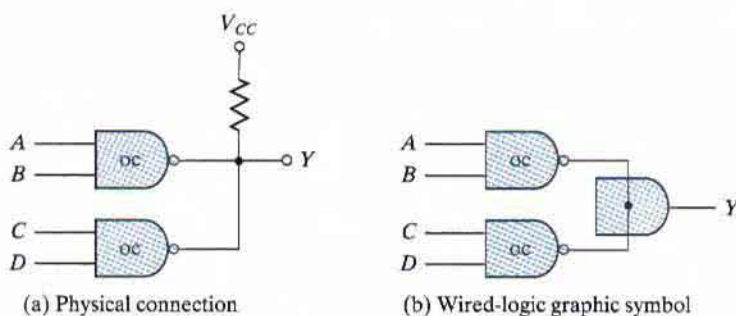 V_CC
A
B
OC
Y
C
D
OC
(a) Physical connection
A
B
OC
Y
C
D
OC
(b) Wired-logic graphic symbol